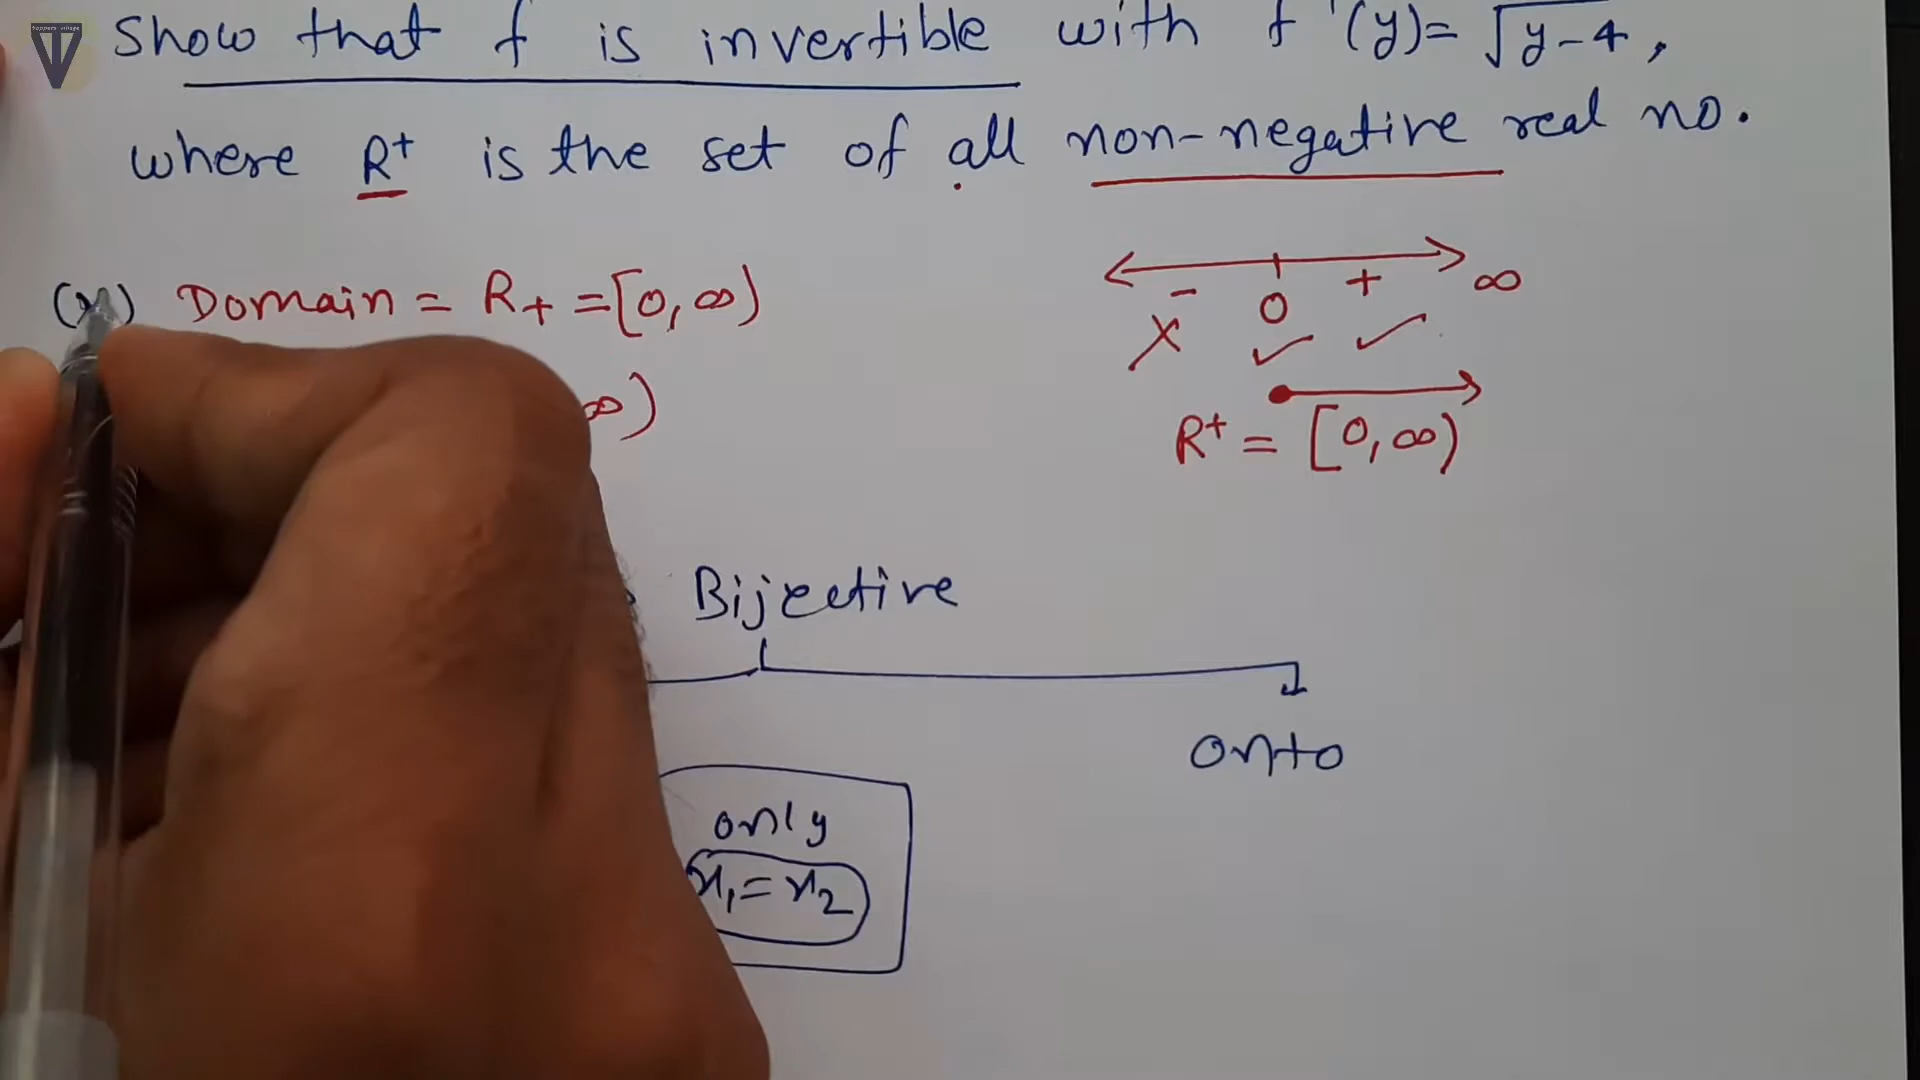 Show that f is invertible with f⁻¹(y)= √y-4,
where R⁺ is the set of all non-negative real no.
(x) Domain = R+ =[0,∞)
∞)
- 0 + ∞
X ✓ ✓
R⁺ = [0,∞)
Bijective
onto
only
x₁=x₂